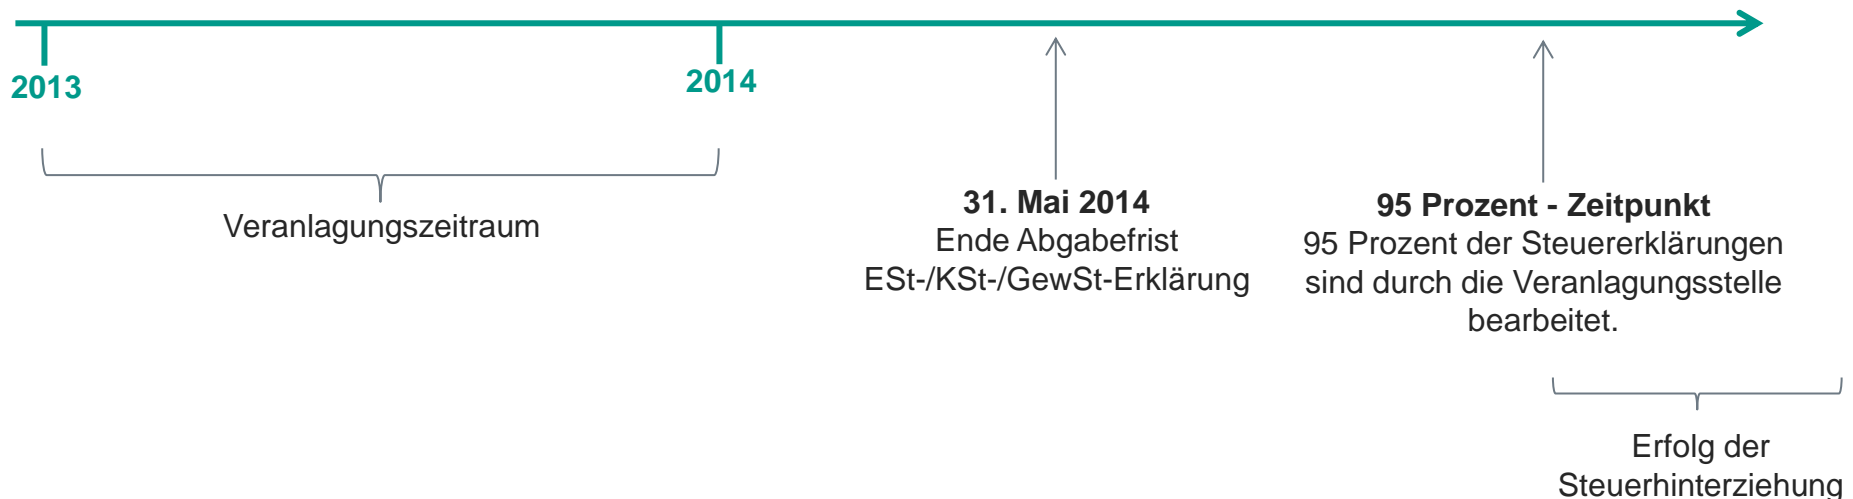 2013
2014
Veranlagungszeitraum
31. Mai 2014
Ende Abgabefrist
ESt-/KSt-/GewSt-Erklärung
95 Prozent - Zeitpunkt
95 Prozent der Steuererklärungen
sind durch die Veranlagungsstelle
bearbeitet.
Erfolg der
Steuerhinterziehung